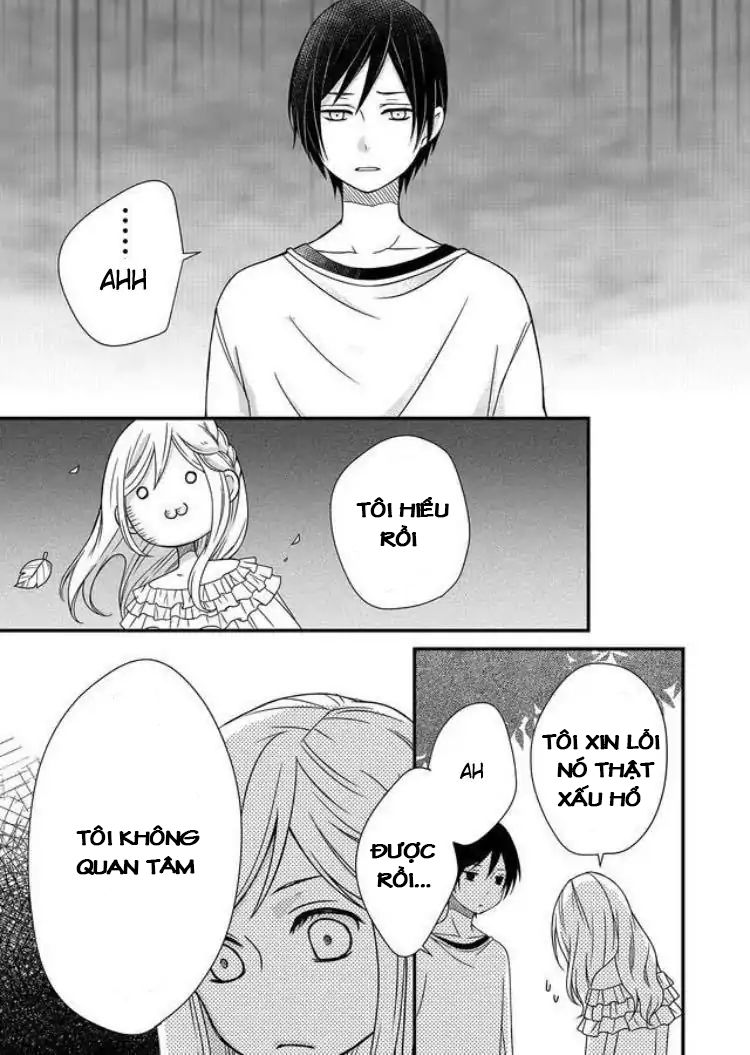 ......
AHH
TÔI HIỂU
RỒI
TÔI XIN LỖI
NÓ THẬT
XẤU HỔ
AH
ĐƯỢC
RỒI...
TÔI KHÔNG
QUAN TÂM